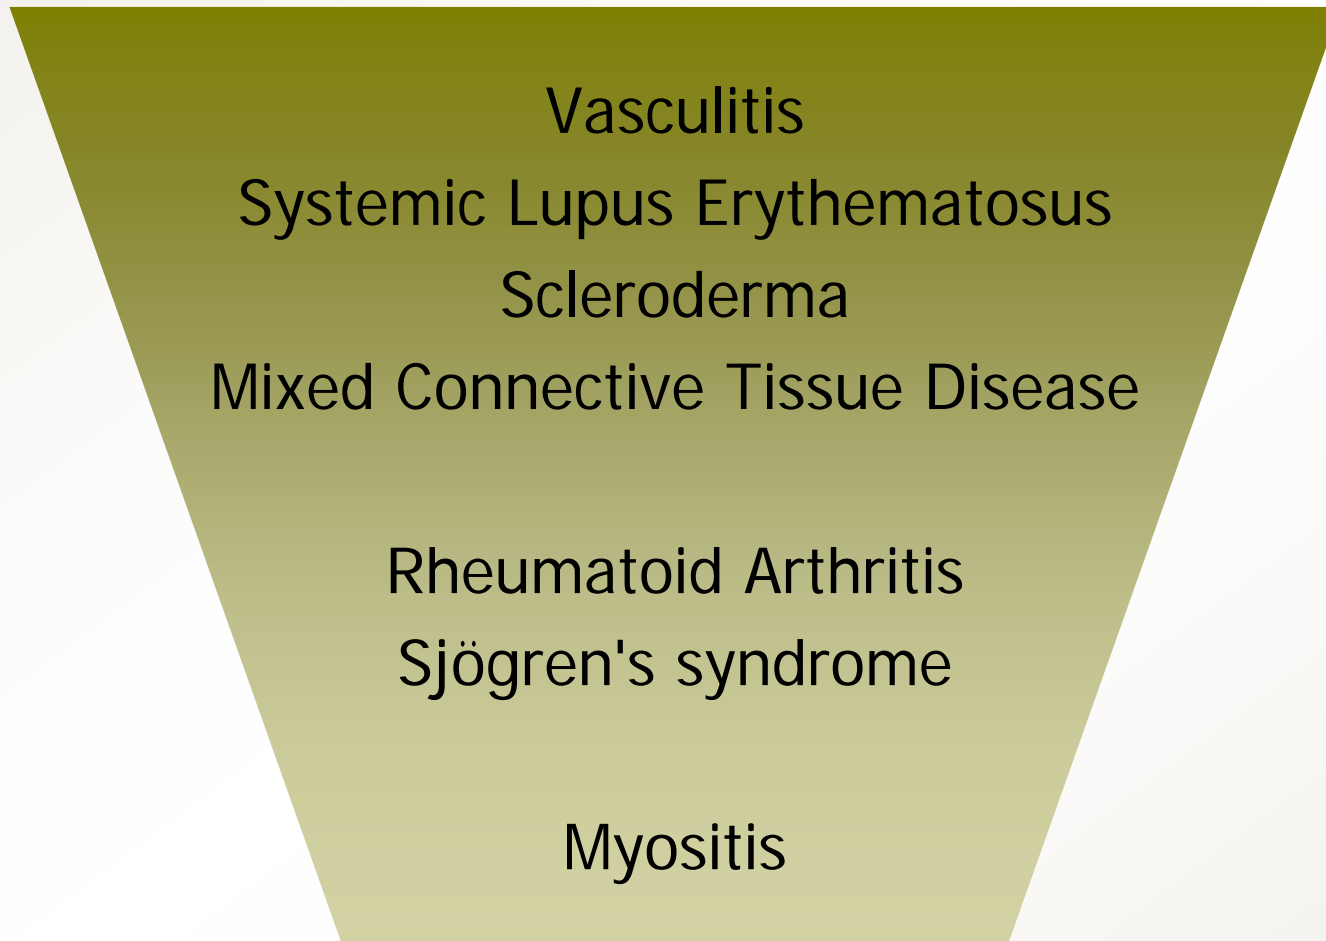 Vasculitis
Systemic Lupus Erythematosus
Scleroderma
Mixed Connective Tissue Disease
Rheumatoid Arthritis
Sjögren's syndrome
Myositis